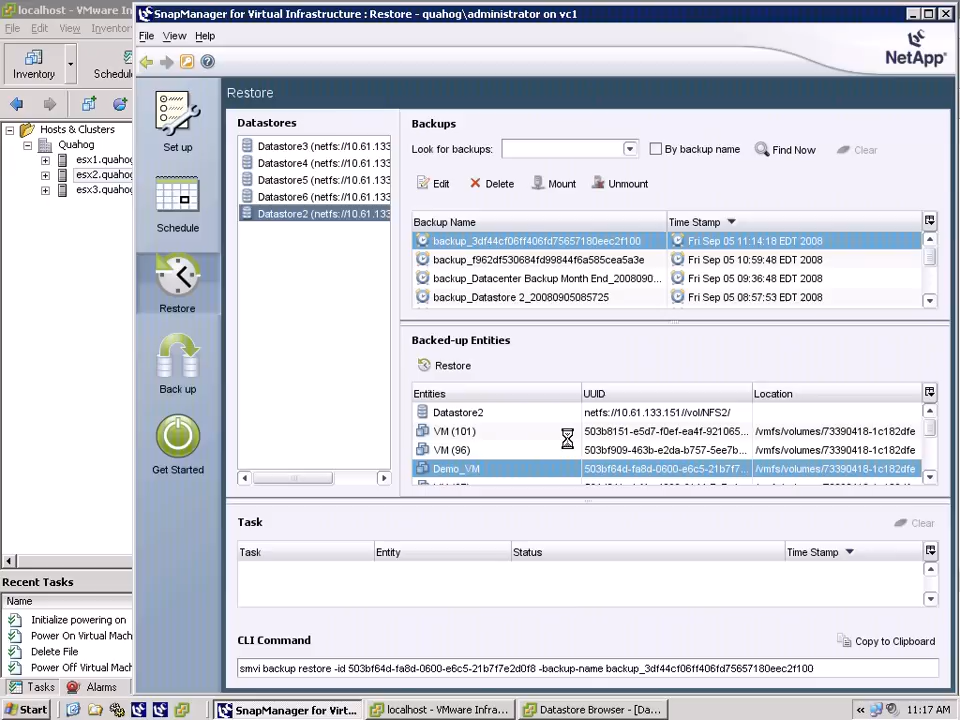 localhost - VMware Infra
File Edit View Inventory
Inventory
Schedul
Hosts & Clusters
Quahog
esx1.quahog
esx2.quahog
esx3.quahog
Recent Tasks
Name
Initialize powering on
Power On Virtual Mach
Delete File
Power Off Virtual Mach
Tasks Alarms
SnapManager for Virtual Infrastructure : Restore - quahog\administrator on vc1
File View Help
NetApp™
Set up
Schedule
Restore
Back up
Get Started
Restore
Datastores
Datastore3 (netfs://10.61.133
Datastore4 (netfs://10.61.133
Datastore5 (netfs://10.61.133
Datastore6 (netfs://10.61.133
Datastore2 (netfs://10.61.133
Backups
Look for backups: By backup name Find Now Clear
Edit Delete Mount Unmount
Backup Name Time Stamp
backup_3df44cf06ff406fd75657180eec2f100 Fri Sep 05 11:14:18 EDT 2008
backup_f962df530684fd99844f6a585cea5a3e Fri Sep 05 10:59:48 EDT 2008
backup_Datacenter Backup Month End_2008090... Fri Sep 05 09:36:48 EDT 2008
backup_Datastore 2_20080905085725 Fri Sep 05 08:57:53 EDT 2008
Backed-up Entities
Restore
Entities UUID Location
Datastore2 netfs://10.61.133.151//vol/NFS2/
VM (101) 503b8151-e5d7-f0ef-ea4f-921065... /vmfs/volumes/73390418-1c182dfe
VM (96) 503bf909-463b-e2da-b757-5ee7b... /vmfs/volumes/73390418-1c182dfe
Demo_VM 503bf64d-fa8d-0600-e6c5-21b7f7... /vmfs/volumes/73390418-1c182dfe
Task
Clear
Task Entity Status Time Stamp
CLI Command
Copy to Clipboard
smvi backup restore -id 503bf64d-fa8d-0600-e6c5-21b7f7e2d0f8 -backup-name backup_3df44cf06ff406fd75657180eec2f100
Start SnapManager for Virt... localhost - VMware Infra... Datastore Browser - [Da... 11:17 AM